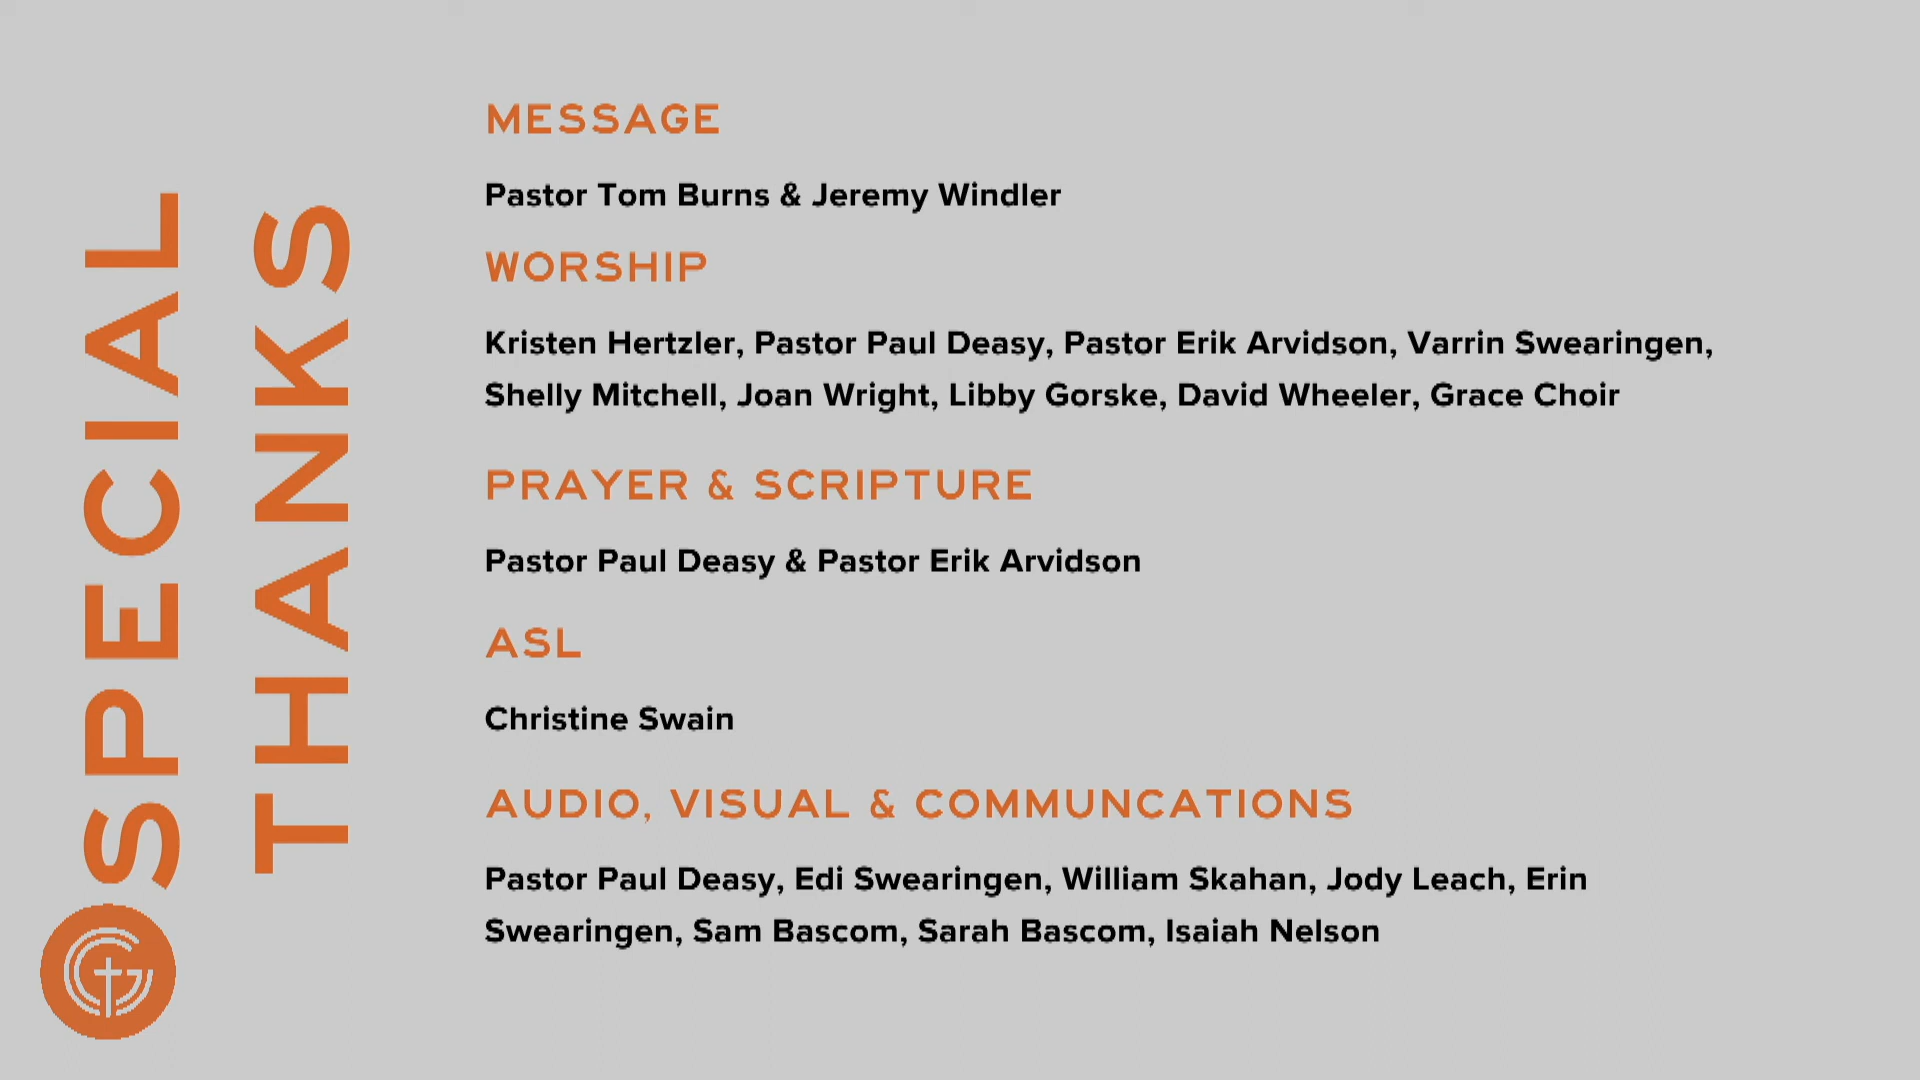 SPECIAL
THANKS
MESSAGE
Pastor Tom Burns & Jeremy Windler
WORSHIP
Kristen Hertzler, Pastor Paul Deasy, Pastor Erik Arvidson, Varrin Swearingen,
Shelly Mitchell, Joan Wright, Libby Gorske, David Wheeler, Grace Choir
PRAYER & SCRIPTURE
Pastor Paul Deasy & Pastor Erik Arvidson
ASL
Christine Swain
AUDIO, VISUAL & COMMUNCATIONS
Pastor Paul Deasy, Edi Swearingen, William Skahan, Jody Leach, Erin
Swearingen, Sam Bascom, Sarah Bascom, Isaiah Nelson